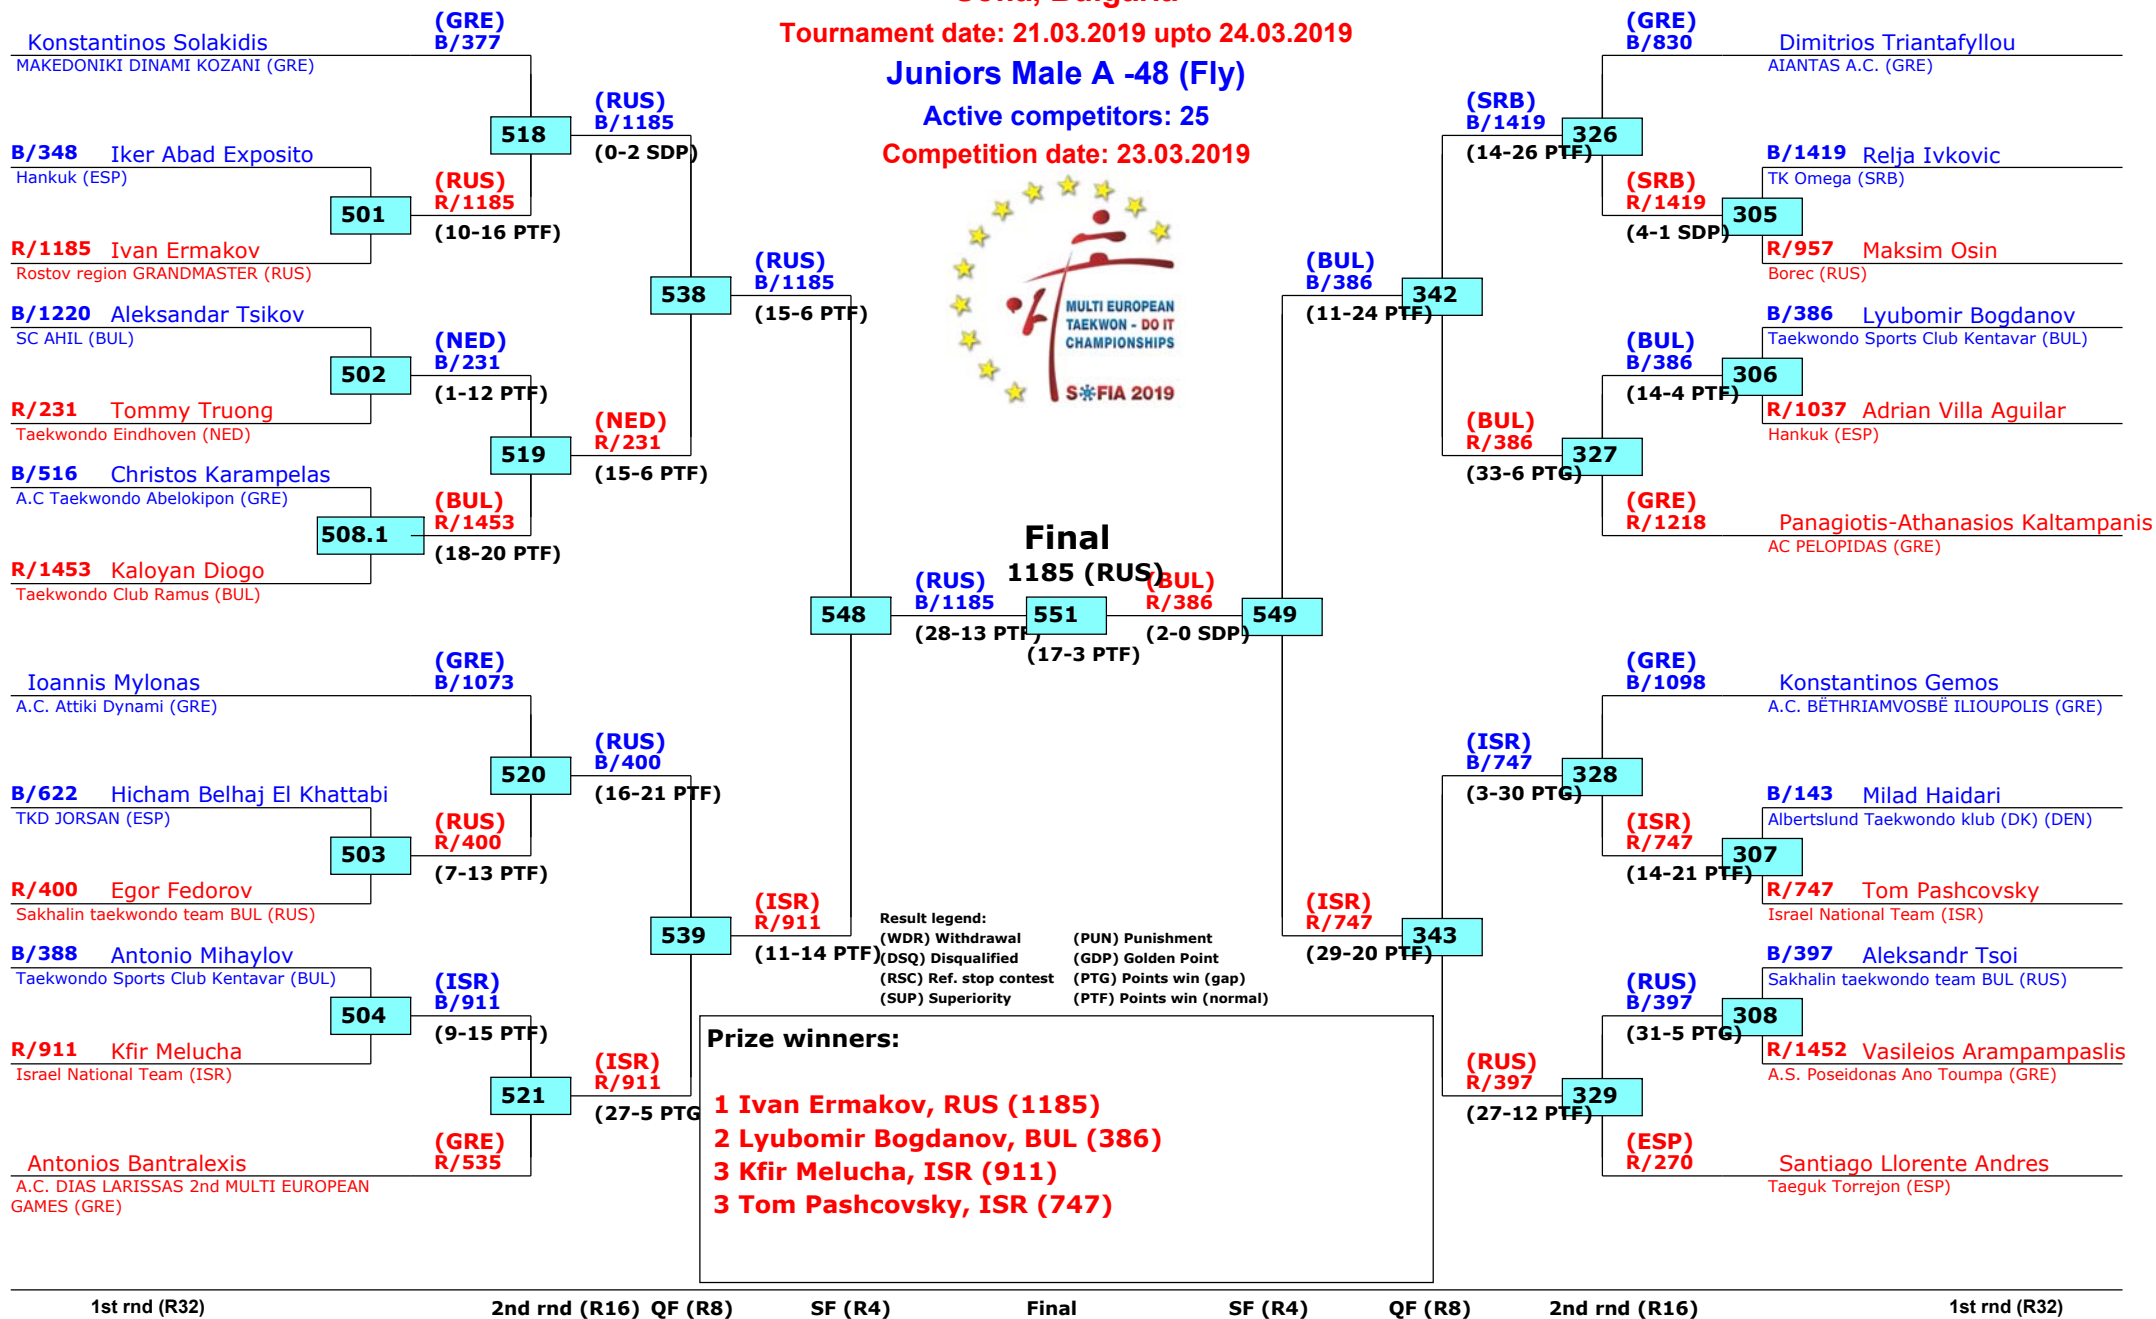 Sofia, Bulgaria
Tournament date: 21.03.2019 upto 24.03.2019
Juniors Male A -48 (Fly)
Active competitors: 25
Competition date: 23.03.2019
MULTI EUROPEAN
TAEKWON - DO IT
CHAMPIONSHIPS
SOFIA 2019
(GRE)
Konstantinos Solakidis B/377
MAKEDONIKI DINAMI KOZANI (GRE)
(RUS)
B/1185
518
(0-2 SDP)
B/348 Iker Abad Exposito
Hankuk (ESP)
(RUS)
R/1185
501
(10-16 PTF)
R/1185 Ivan Ermakov
Rostov region GRANDMASTER (RUS)
(RUS)
B/1185
538
(15-6 PTF)
B/1220 Aleksandar Tsikov
SC AHIL (BUL)
(NED)
B/231
502
(1-12 PTF)
R/231 Tommy Truong
Taekwondo Eindhoven (NED)
(NED)
R/231
519
(15-6 PTF)
B/516 Christos Karampelas
A.C Taekwondo Abelokipon (GRE)
(BUL)
R/1453
508.1
(18-20 PTF)
R/1453 Kaloyan Diogo
Taekwondo Club Ramus (BUL)
548
(RUS)
B/1185
(28-13 PTF)
(GRE)
Ioannis Mylonas B/1073
A.C. Attiki Dynami (GRE)
(RUS)
B/400
520
(16-21 PTF)
B/622 Hicham Belhaj El Khattabi
TKD JORSAN (ESP)
(RUS)
R/400
503
(7-13 PTF)
R/400 Egor Fedorov
Sakhalin taekwondo team BUL (RUS)
(ISR)
R/911
539
(11-14 PTF)
B/388 Antonio Mihaylov
Taekwondo Sports Club Kentavar (BUL)
(ISR)
B/911
504
(9-15 PTF)
R/911 Kfir Melucha
Israel National Team (ISR)
(ISR)
R/911
521
(27-5 PTG
(GRE)
Antonios Bantralexis R/535
A.C. DIAS LARISSAS 2nd MULTI EUROPEAN
GAMES (GRE)
Final
1185 (RUS)
551
(17-3 PTF)
(BUL)
R/386
549
(2-0 SDP)
(GRE)
B/830 Dimitrios Triantafyllou
AIANTAS A.C. (GRE)
(SRB)
B/1419
326
(14-26 PTF)
B/1419 Relja Ivkovic
TK Omega (SRB)
(SRB)
R/1419
305
(4-1 SDP)
R/957 Maksim Osin
Borec (RUS)
(BUL)
B/386
342
(11-24 PTF)
B/386 Lyubomir Bogdanov
Taekwondo Sports Club Kentavar (BUL)
(BUL)
B/386
306
(14-4 PTF)
R/1037 Adrian Villa Aguilar
Hankuk (ESP)
(BUL)
R/386
327
(33-6 PTG)
(GRE)
R/1218 Panagiotis-Athanasios Kaltampanis
AC PELOPIDAS (GRE)
(GRE)
B/1098 Konstantinos Gemos
A.C. BËTHRIAMVOSBË ILIOUPOLIS (GRE)
(ISR)
B/747
328
(3-30 PTG)
B/143 Milad Haidari
Albertslund Taekwondo klub (DK) (DEN)
(ISR)
R/747
307
(14-21 PTF)
R/747 Tom Pashcovsky
Israel National Team (ISR)
(ISR)
R/747
343
(29-20 PTF)
B/397 Aleksandr Tsoi
Sakhalin taekwondo team BUL (RUS)
(RUS)
B/397
308
(31-5 PTG)
R/1452 Vasileios Arampampaslis
A.S. Poseidonas Ano Toumpa (GRE)
(RUS)
R/397
329
(27-12 PTF)
(ESP)
R/270 Santiago Llorente Andres
Taeguk Torrejon (ESP)
Result legend:
(WDR) Withdrawal (PUN) Punishment
(DSQ) Disqualified (GDP) Golden Point
(RSC) Ref. stop contest (PTG) Points win (gap)
(SUP) Superiority (PTF) Points win (normal)
Prize winners:
1 Ivan Ermakov, RUS (1185)
2 Lyubomir Bogdanov, BUL (386)
3 Kfir Melucha, ISR (911)
3 Tom Pashcovsky, ISR (747)
1st rnd (R32) 2nd rnd (R16) QF (R8) SF (R4) Final SF (R4) QF (R8) 2nd rnd (R16) 1st rnd (R32)